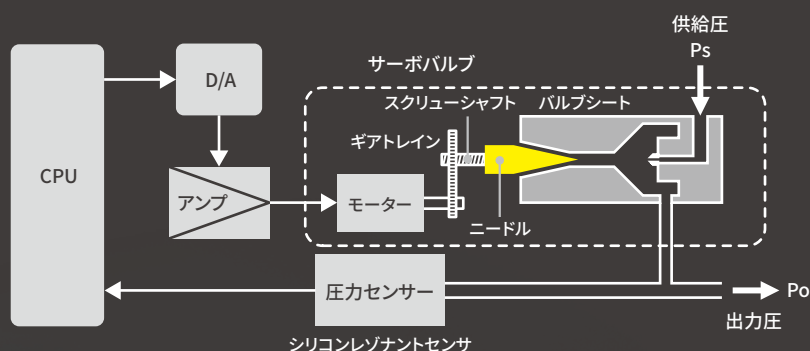 供給圧
Ps
サーボバルブ
D/A
スクリューシャフト
バルブシート
ギアトレイン
CPU
アンプ
モーター
ニードル
圧力センサー
Po
出力圧
シリコンレゾナントセンサ